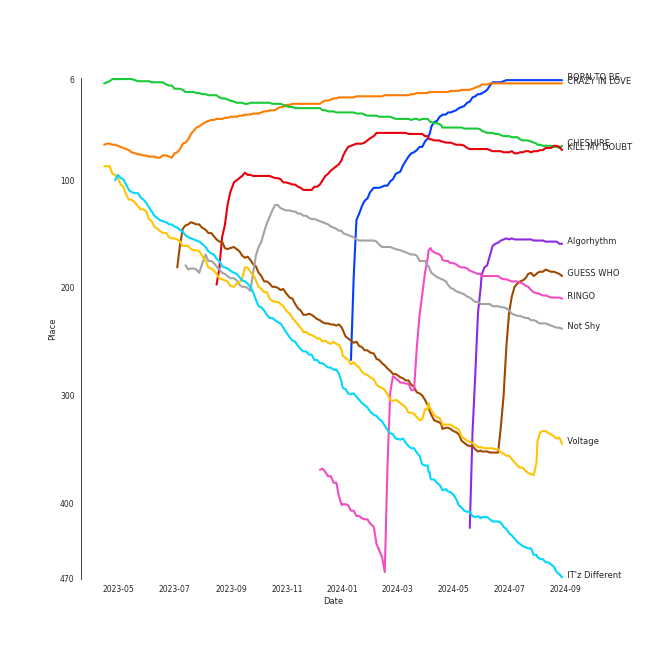 6
100
200
300
400
470
Place
2023-05
2023-07
2023-09
2023-11
2024-01
2024-03
2024-05
2024-07
2024-09
Date
BORN TO BE
CRAZY IN LOVE
CHESHIRE
KILL MY DOUBT
Algorhythm
GUESS WHO
RINGO
Not Shy
Voltage
IT'z Different